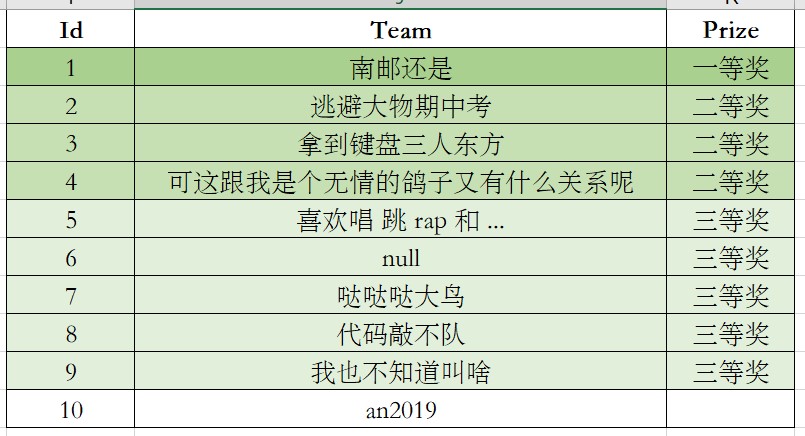 Id Team Prize
1 南邮还是 一等奖
2 逃避大物期中考 二等奖
3 拿到键盘三人东方 二等奖
4 可这跟我是个无情的鸽子又有什么关系呢 二等奖
5 喜欢唱 跳 rap 和 ... 三等奖
6 null 三等奖
7 哒哒哒大鸟 三等奖
8 代码敲不队 三等奖
9 我也不知道叫啥 三等奖
10 an2019